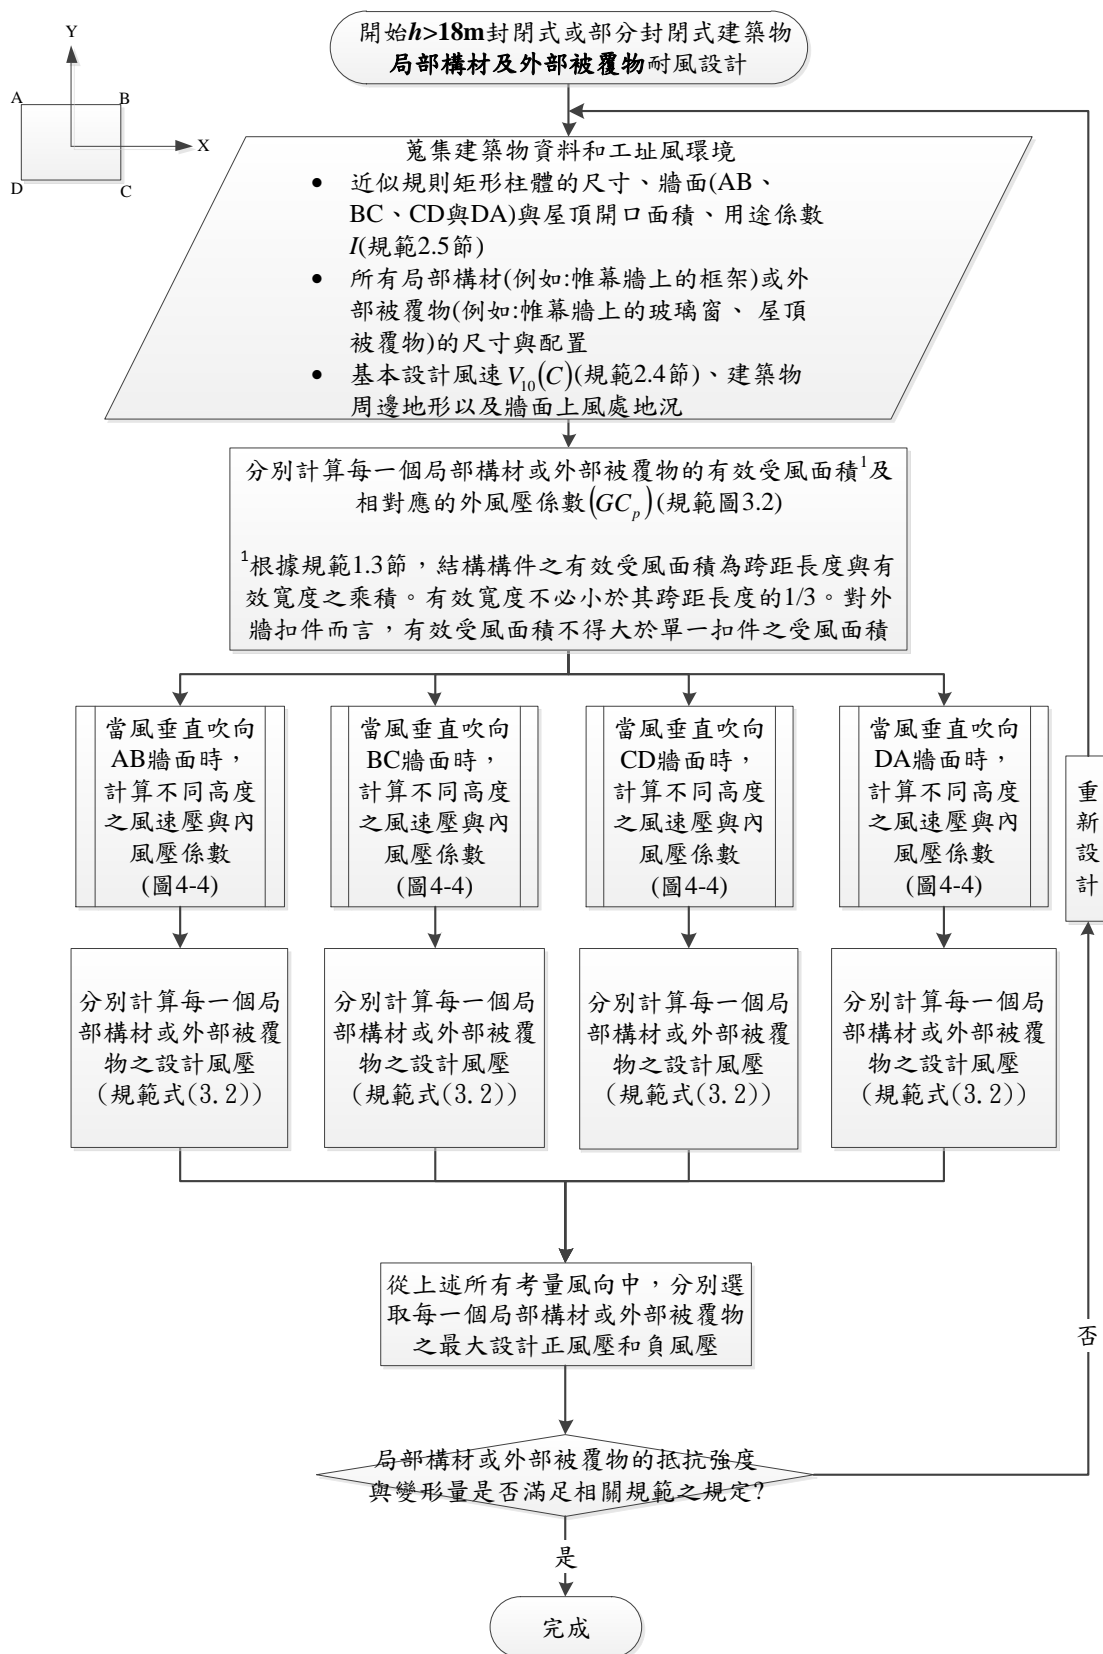 開始h>18m封閉式或部分封閉式建築物
局部構材及外部被覆物耐風設計
Y
A
B
X
D
C
蒐集建築物資料和工址風環境
• 近似規則矩形柱體的尺寸、牆面(AB、
BC、CD與DA)與屋頂開口面積、用途係數
I(規範2.5節)
• 所有局部構材(例如:帷幕牆上的框架)或外
部被覆物(例如:帷幕牆上的玻璃窗、 屋頂
被覆物)的尺寸與配置
• 基本設計風速V10(C)(規範2.4節)、建築物
周邊地形以及牆面上風處地況
分別計算每一個局部構材或外部被覆物的有效受風面積1及
相對應的外風壓係數(GCp)(規範圖3.2)
1根據規範1.3節，結構構件之有效受風面積為跨距長度與有
效寬度之乘積。有效寬度不必小於其跨距長度的1/3。對外
牆扣件而言，有效受風面積不得大於單一扣件之受風面積
當風垂直吹向
AB牆面時，
計算不同高度
之風速壓與內
風壓係數
(圖4-4)
當風垂直吹向
BC牆面時，
計算不同高度
之風速壓與內
風壓係數
(圖4-4)
當風垂直吹向
CD牆面時，
計算不同高度
之風速壓與內
風壓係數
(圖4-4)
當風垂直吹向
DA牆面時，
計算不同高度
之風速壓與內
風壓係數
(圖4-4)
重
新
設
計
分別計算每一個局
部構材或外部被覆
物之設計風壓
(規範式(3.2))
分別計算每一個局
部構材或外部被覆
物之設計風壓
(規範式(3.2))
分別計算每一個局
部構材或外部被覆
物之設計風壓
(規範式(3.2))
分別計算每一個局
部構材或外部被覆
物之設計風壓
(規範式(3.2))
從上述所有考量風向中，分別選
取每一個局部構材或外部被覆物
之最大設計正風壓和負風壓
否
局部構材或外部被覆物的抵抗強度
與變形量是否滿足相關規範之規定?
是
完成